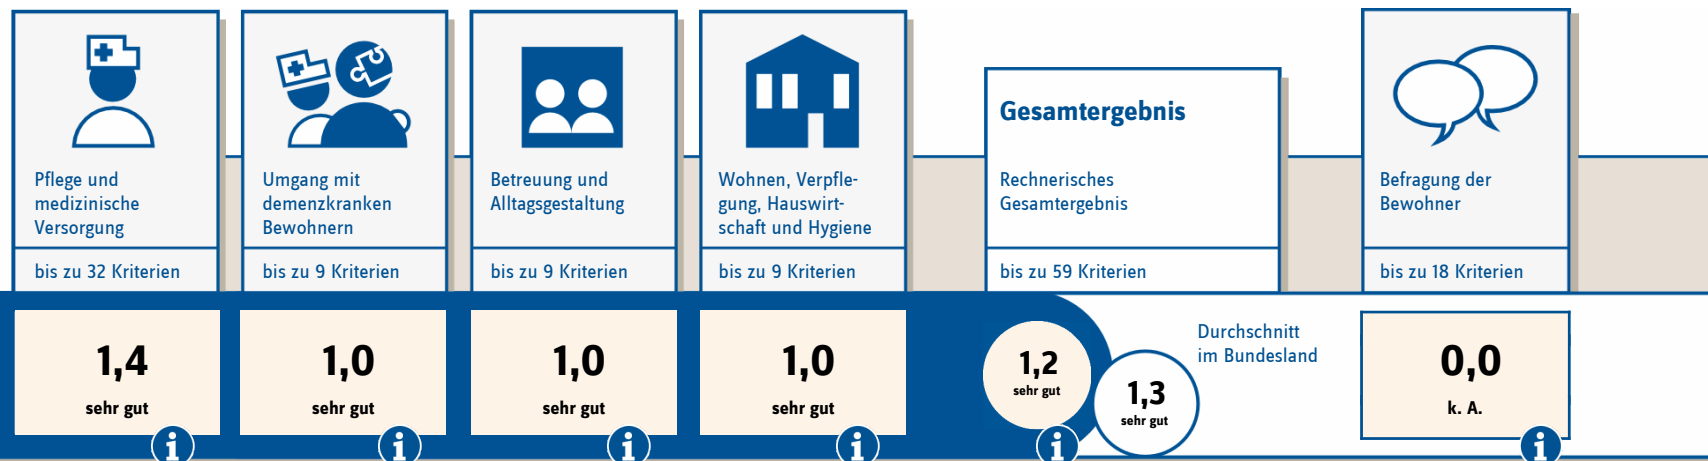 Pflege und
medizinische
Versorgung
bis zu 32 Kriterien
1,4
sehr gut
i
Umgang mit
demenzkranken
Bewohnern
bis zu 9 Kriterien
1,0
sehr gut
i
Betreuung und
Alltagsgestaltung
bis zu 9 Kriterien
1,0
sehr gut
i
Wohnen, Verpfle-
gung, Hauswirt-
schaft und Hygiene
bis zu 9 Kriterien
1,0
sehr gut
i
Gesamtergebnis
Rechnerisches
Gesamtergebnis
bis zu 59 Kriterien
1,2
sehr gut
i
1,3
sehr gut
Durchschnitt
im Bundesland
Befragung der
Bewohner
bis zu 18 Kriterien
0,0
k. A.
i